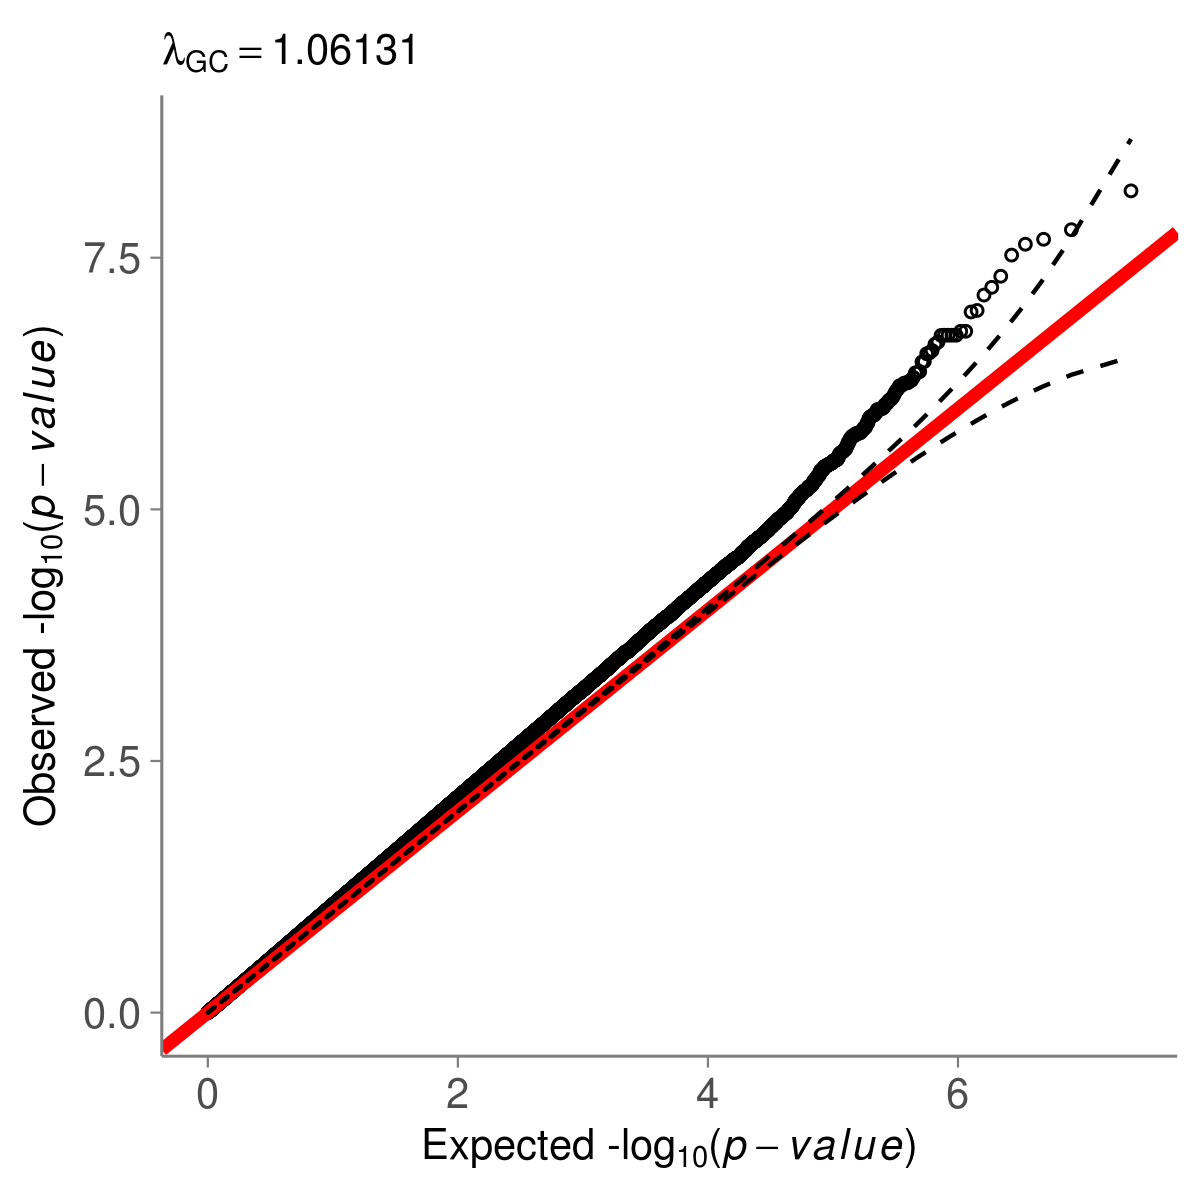 λGC = 1.06131
Observed -log10(p − value)
7.5
5.0
2.5
0.0
0 2 4 6
Expected -log10(p − value)